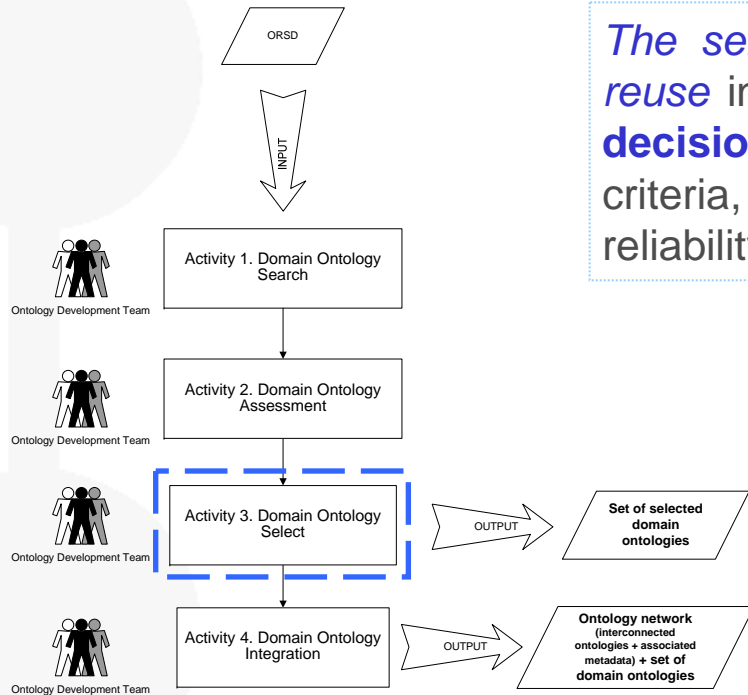 ORSD
The se
reuse in
decisio
criteria,
reliability
INPUT
Activity 1. Domain Ontology
Search
Ontology Development Team
Activity 2. Domain Ontology
Assessment
Ontology Development Team
Activity 3. Domain Ontology
Select
Ontology Development Team
OUTPUT
Set of selected
domain
ontologies
Activity 4. Domain Ontology
Integration
Ontology Development Team
OUTPUT
Ontology network
(interconnected
ontologies + associated
metadata) + set of
domain ontologies